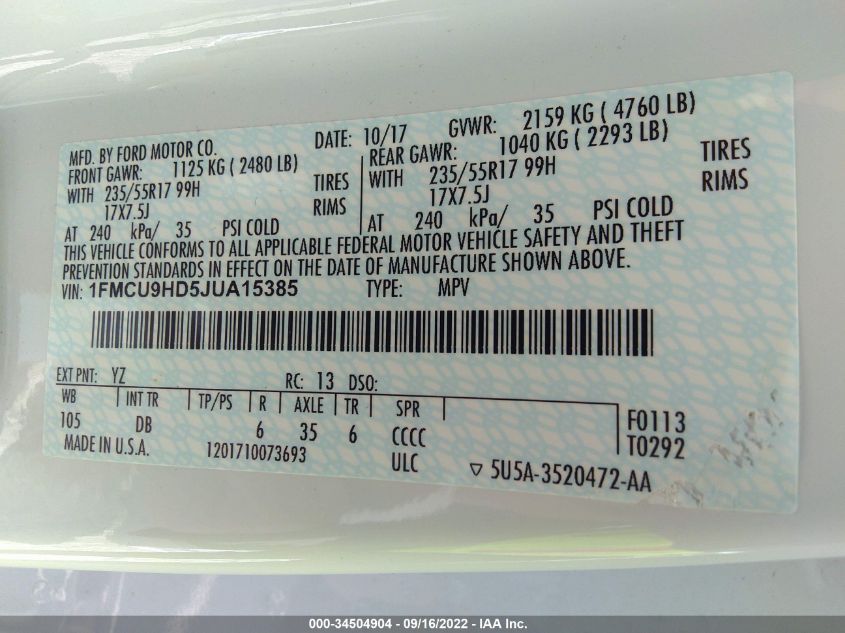 MFD. BY FORD MOTOR CO. DATE: 10/17 GVWR: 2159 KG ( 4760 LB)
FRONT GAWR: 1125 KG ( 2480 LB) REAR GAWR: 1040 KG ( 2293 LB)
WITH 235/55R17 99H TIRES WITH 235/55R17 99H TIRES
17X7.5J RIMS 17X7.5J RIMS
AT 240 kPa/ 35 PSI COLD AT 240 kPa/ 35 PSI COLD
THIS VEHICLE CONFORMS TO ALL APPLICABLE FEDERAL MOTOR VEHICLE SAFETY AND THEFT
PREVENTION STANDARDS IN EFFECT ON THE DATE OF MANUFACTURE SHOWN ABOVE.
VIN: 1FMCU9HD5JUA15385 TYPE: MPV
EXT PNT: YZ RC: 13 DSO:
WB INT TR TP/PS R AXLE TR SPR
105 DB 6 35 6 CCCC F0113
MADE IN U.S.A. 1201710073693 ULC T0292
▽ 5U5A-3520472-AA
000-34504904 - 09/16/2022 - IAA Inc.